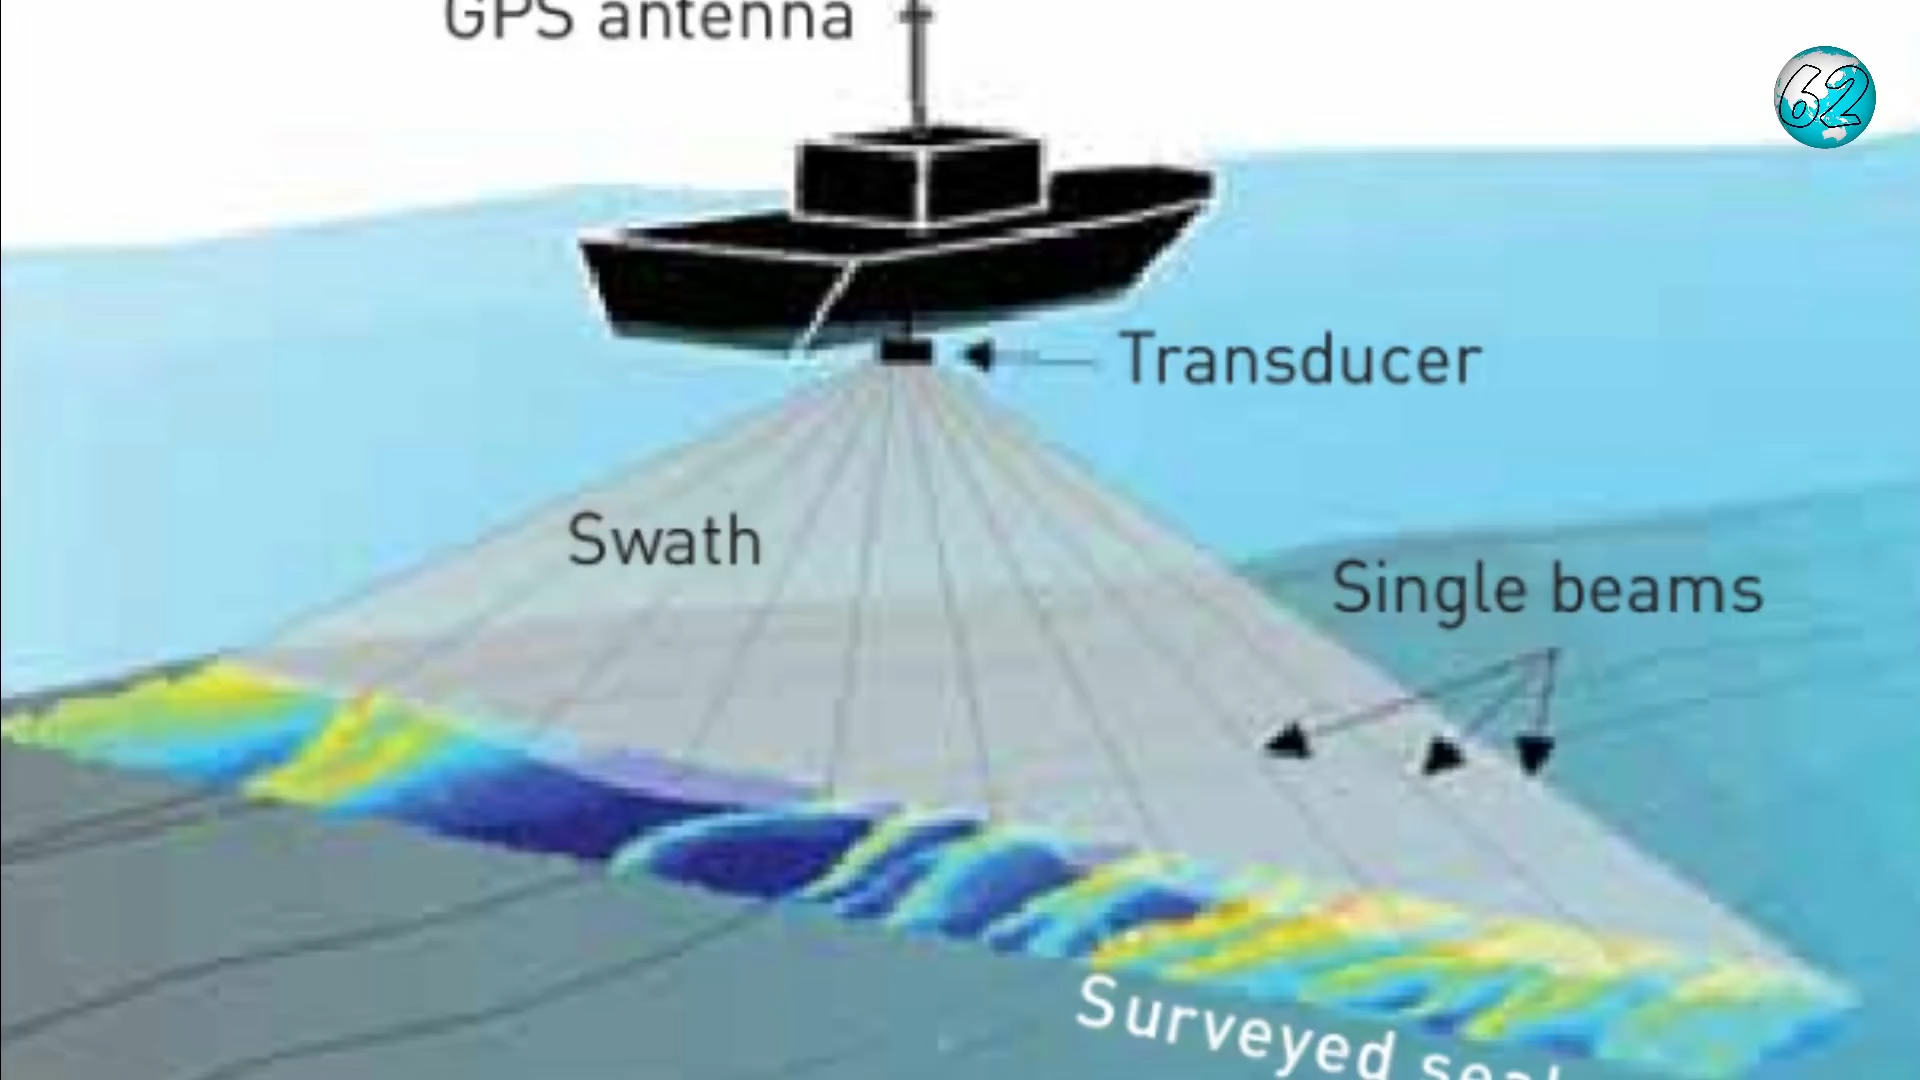 GPS antenna
62
Transducer
Swath
Single beams
Surveyed